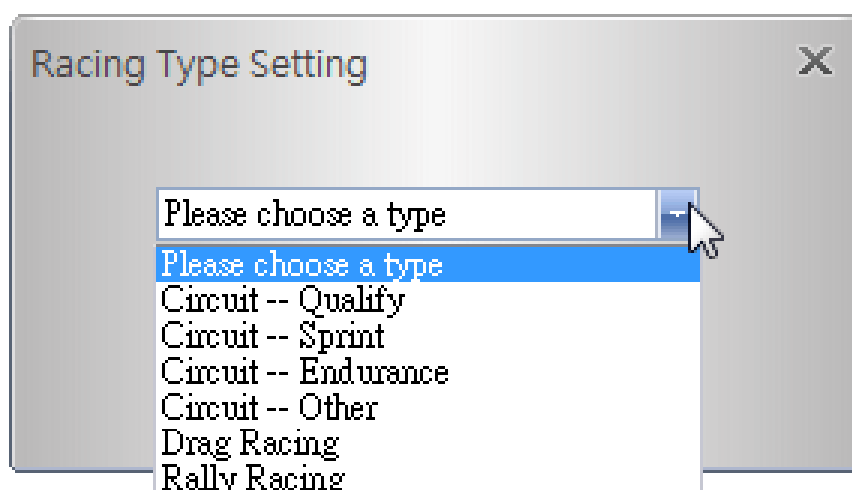 Racing Type Setting
Please choose a type
Please choose a type
Circuit -- Qualify
Circuit -- Sprint
Circuit -- Endurance
Circuit -- Other
Drag Racing
Rally Racing